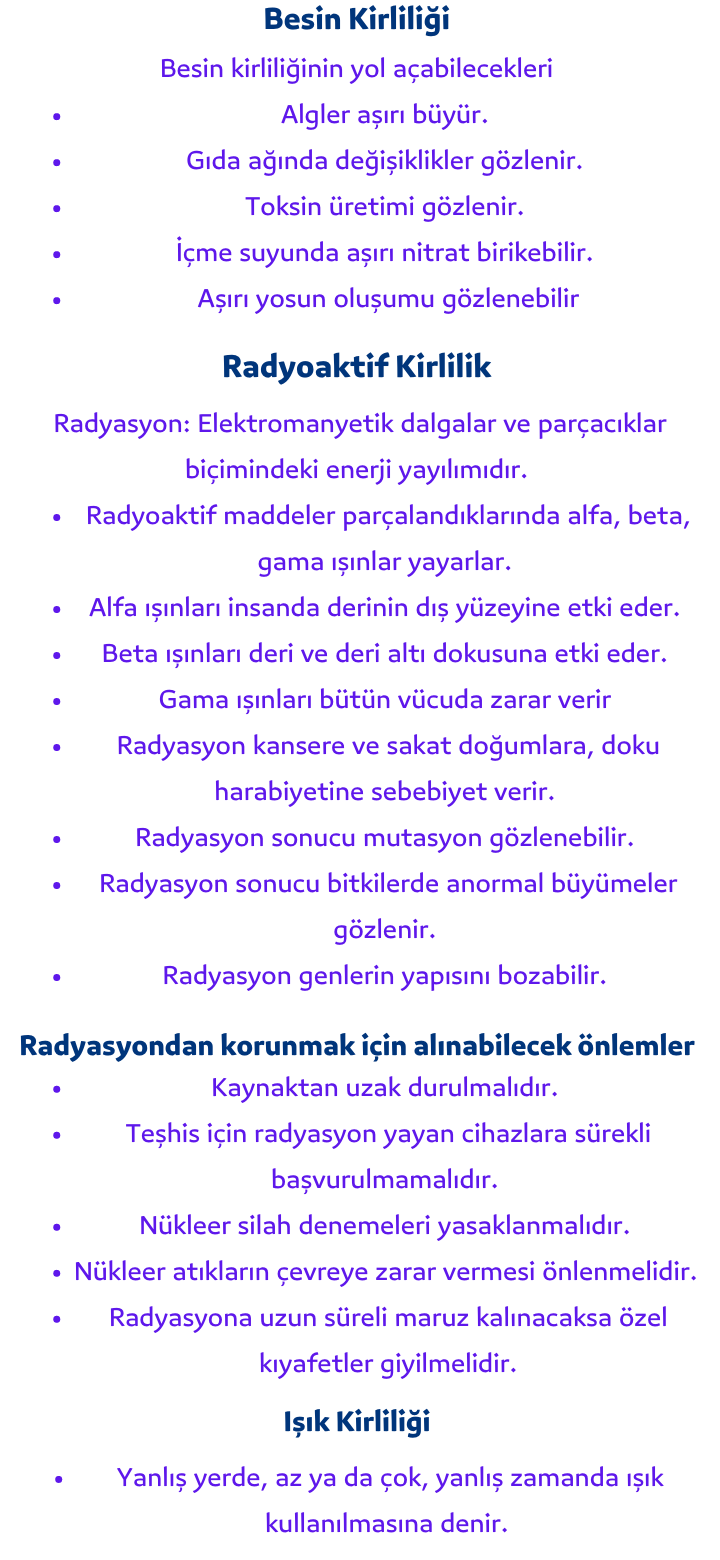 Besin Kirliliği
Besin kirliliğinin yol açabilecekleri
• Algler aşırı büyür.
• Gıda ağında değişiklikler gözlenir.
• Toksin üretimi gözlenir.
• İçme suyunda aşırı nitrat birikebilir.
• Aşırı yosun oluşumu gözlenebilir
Radyoaktif Kirlilik
Radyasyon: Elektromanyetik dalgalar ve parçacıklar
biçimindeki enerji yayılımıdır.
• Radyoaktif maddeler parçalandıklarında alfa, beta,
gama ışınlar yayarlar.
• Alfa ışınları insanda derinin dış yüzeyine etki eder.
• Beta ışınları deri ve deri altı dokusuna etki eder.
• Gama ışınları bütün vücuda zarar verir
• Radyasyon kansere ve sakat doğumlara, doku
harabiyetine sebebiyet verir.
• Radyasyon sonucu mutasyon gözlenebilir.
• Radyasyon sonucu bitkilerde anormal büyümeler
gözlenir.
• Radyasyon genlerin yapısını bozabilir.
Radyasyondan korunmak için alınabilecek önlemler
• Kaynaktan uzak durulmalıdır.
• Teşhis için radyasyon yayan cihazlara sürekli
başvurulmamalıdır.
• Nükleer silah denemeleri yasaklanmalıdır.
• Nükleer atıkların çevreye zarar vermesi önlenmelidir.
• Radyasyona uzun süreli maruz kalınacaksa özel
kıyafetler giyilmelidir.
Işık Kirliliği
• Yanlış yerde, az ya da çok, yanlış zamanda ışık
kullanılmasına denir.